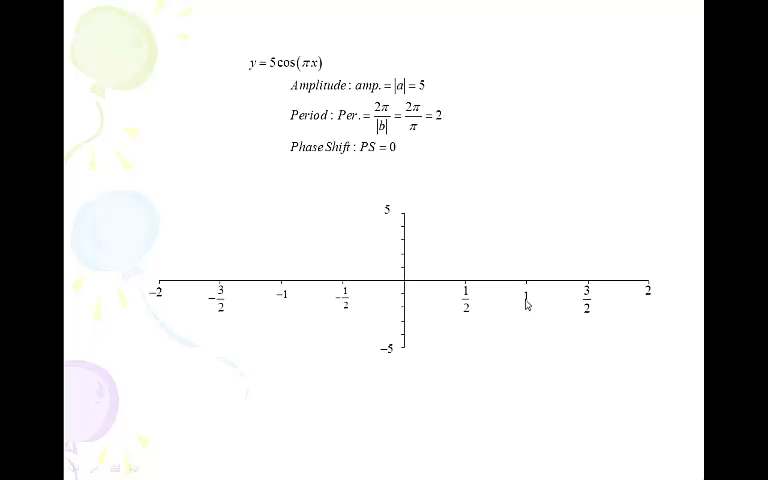 y = 5cos(πx)
Amplitude : amp. = |a| = 5
Period : Per. = 2π/|b| = 2π/π = 2
Phase Shift : PS = 0
5
−2 −3/2 −1 −1/2 1/2 1 3/2 2
−5